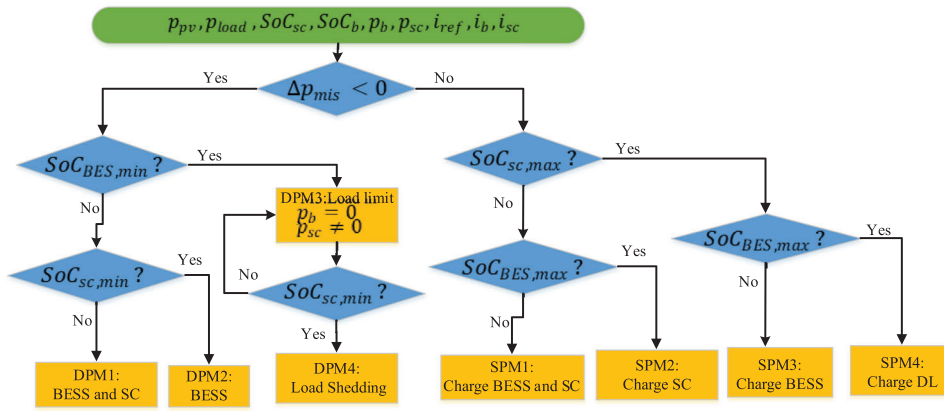 p_pv, p_load, SoC_sc, SoC_b, p_b, p_sc, i_ref, i_b, i_sc
Yes
Δp_mis < 0
No
SoC_BES,min ?
Yes
SoC_sc,max ?
Yes
No
DPM3:Load limit
p_b = 0
p_sc ≠ 0
No
SoC_BES,max ?
Yes
SoC_sc,min ?
Yes
No
SoC_sc,min ?
SoC_BES,max ?
Yes
No
Yes
No
No
DPM1:
BESS and SC
DPM2:
BESS
DPM4:
Load Shedding
SPM1:
Charge BESS and SC
SPM2:
Charge SC
SPM3:
Charge BESS
SPM4:
Charge DL